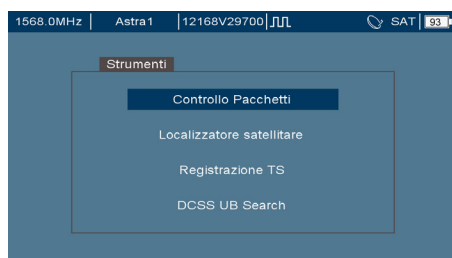 1568.0MHz Astra1 12168V29700 SAT 93
Strumenti
Controllo Pacchetti
Localizzatore satellitare
Registrazione TS
DCSS UB Search